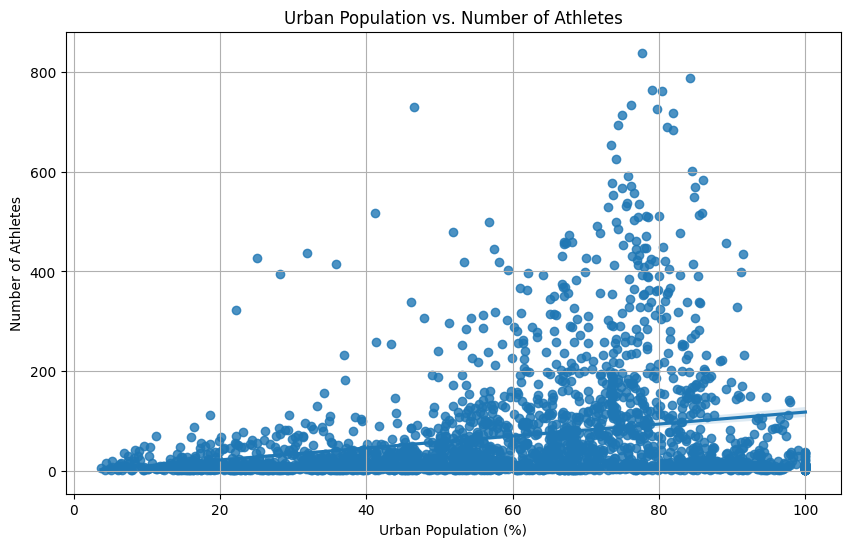 Urban Population vs. Number of Athletes
800
600
400
200
0
Number of Athletes
0 20 40 60 80 100
Urban Population (%)